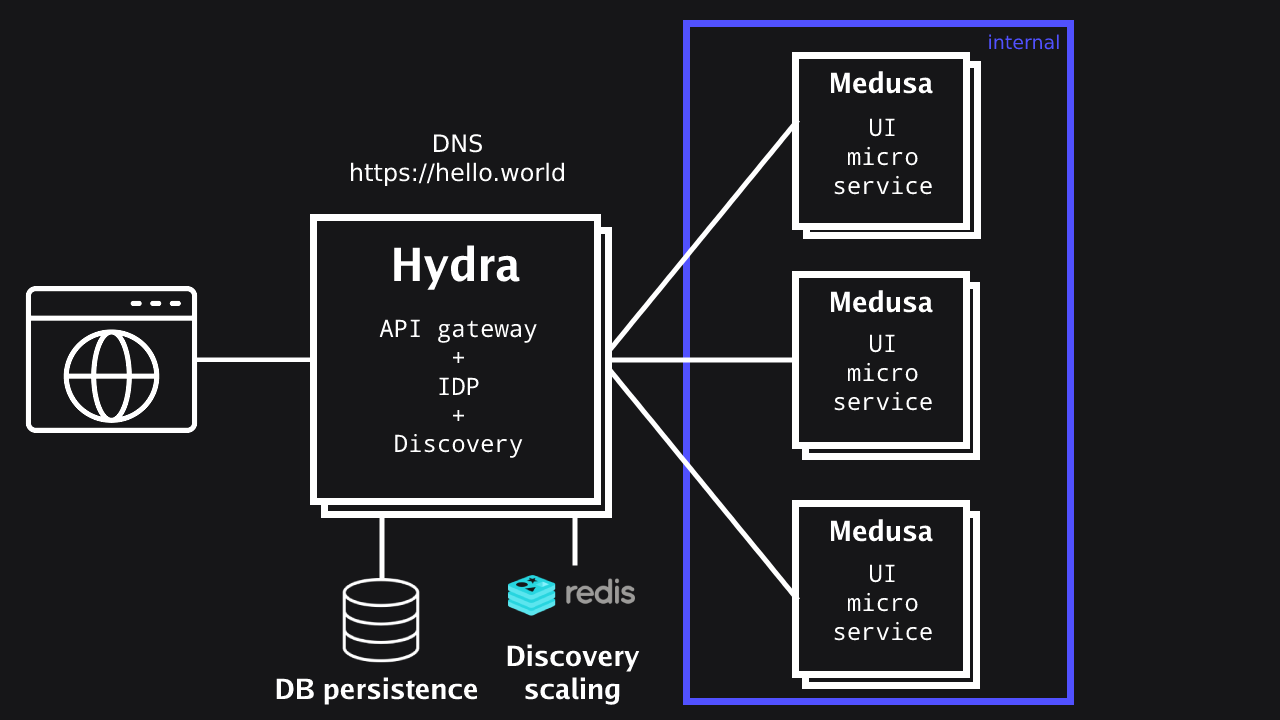 internal
DNS
https://hello.world
Hydra
API gateway
+
IDP
+
Discovery
redis
DB persistence
Discovery
scaling
Medusa
UI
micro
service
Medusa
UI
micro
service
Medusa
UI
micro
service